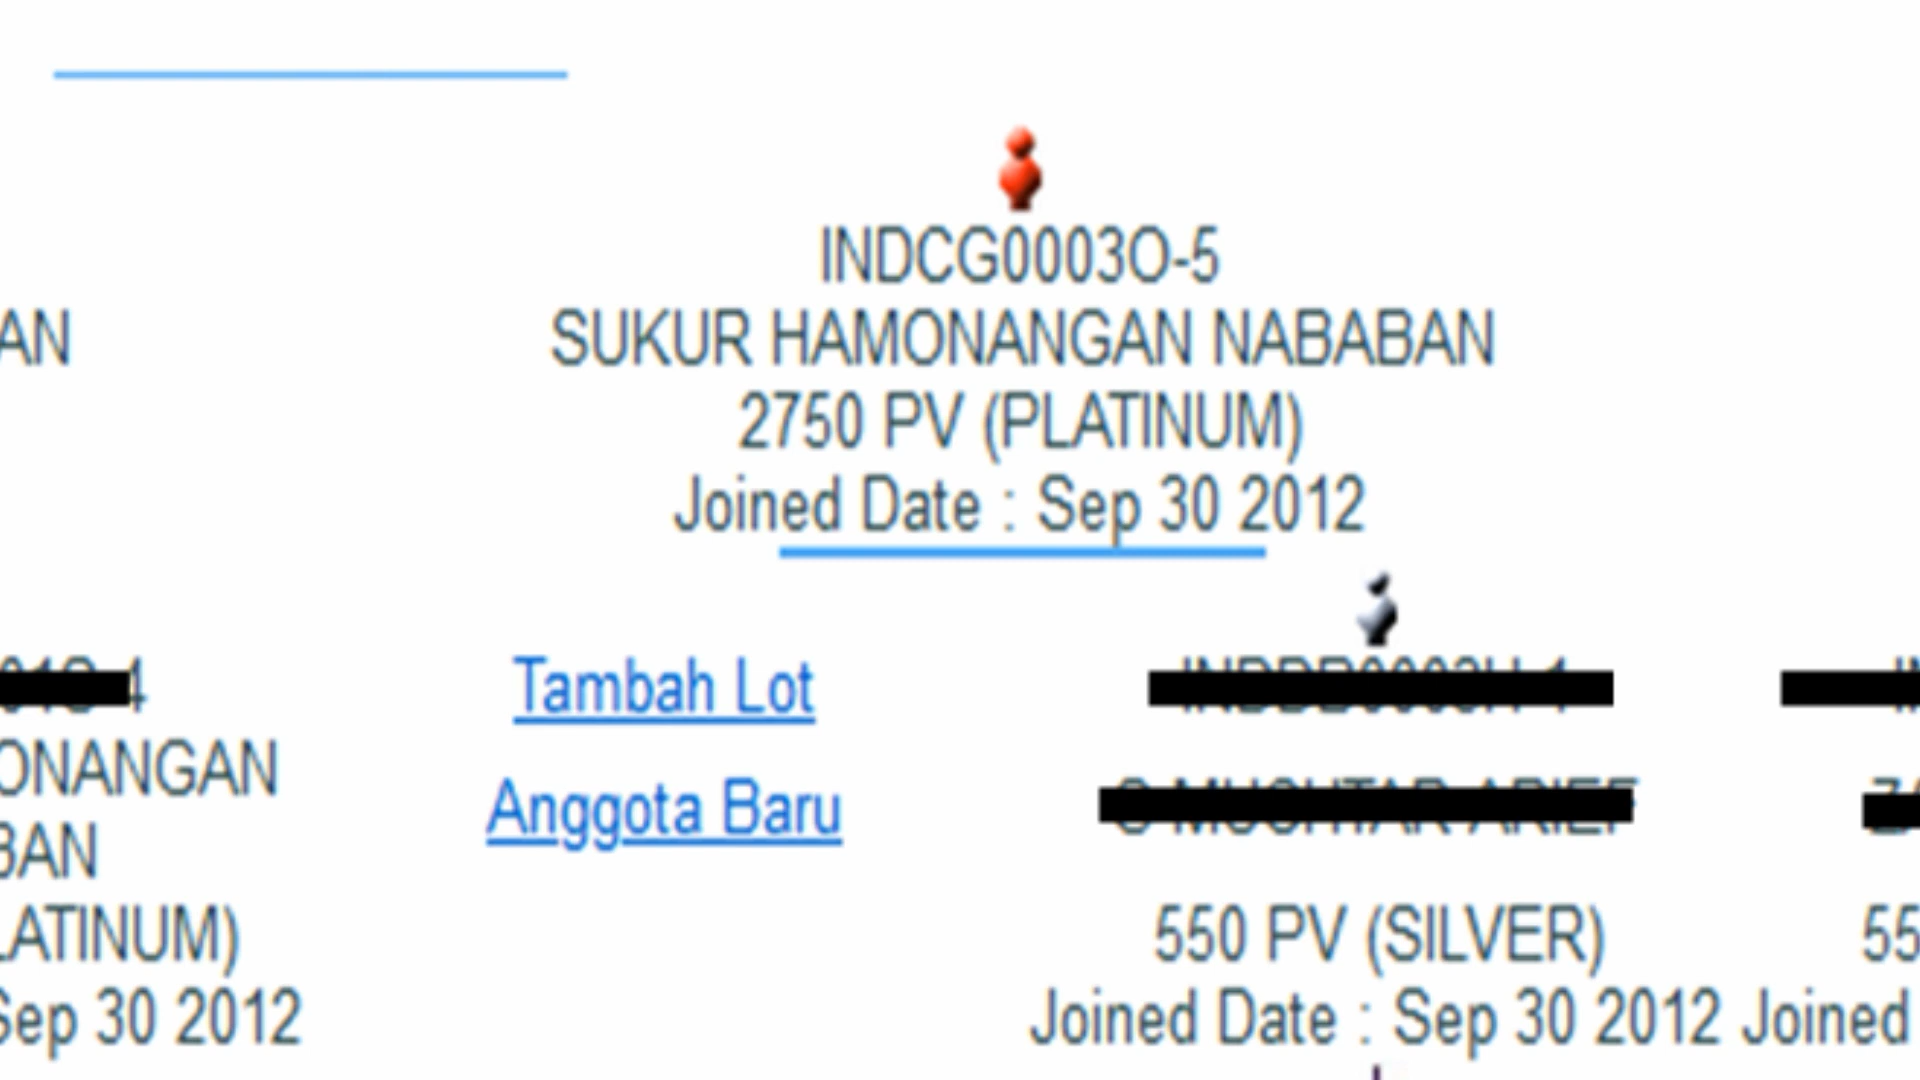 INDCG0003O-5
AN SUKUR HAMONANGAN NABABAN
2750 PV (PLATINUM)
Joined Date : Sep 30 2012
Tambah Lot
ONANGAN
Anggota Baru
BAN
LATINUM) 550 PV (SILVER) 55
Sep 30 2012 Joined Date : Sep 30 2012 Joined